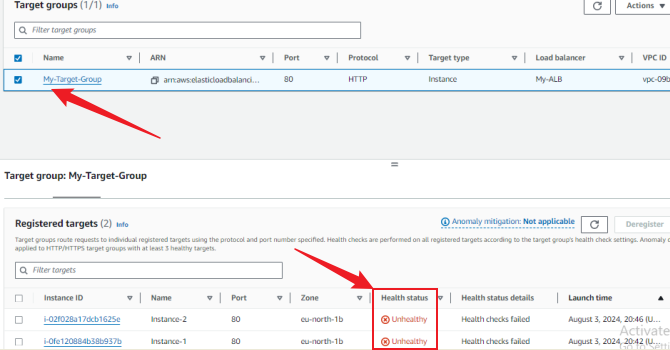 Target groups (1/1) Info
Actions
Filter target groups
Name ARN Port Protocol Target type Load balancer VPC ID
My-Target-Group arn:aws:elasticloadbalanci... 80 HTTP Instance My-ALB vpc-09b
Target group: My-Target-Group
Registered targets (2) Info
Anomaly mitigation: Not applicable
Deregister
Target groups route requests to individual registered targets using the protocol and port number specified. Health checks are performed on all registered targets according to the target group's health check settings. Anomaly
applied to HTTP/HTTPS target groups with at least 3 healthy targets.
Filter targets
Instance ID Name Port Zone Health status Health status details Launch time
i-02f028a17dcb1625e Instance-2 80 eu-north-1b Unhealthy Health checks failed August 3, 2024, 20:46 (U...
Activate
i-0fe120884b38b937b Instance-1 80 eu-north-1b Unhealthy Health checks failed August 3, 2024, 20:42 (U...